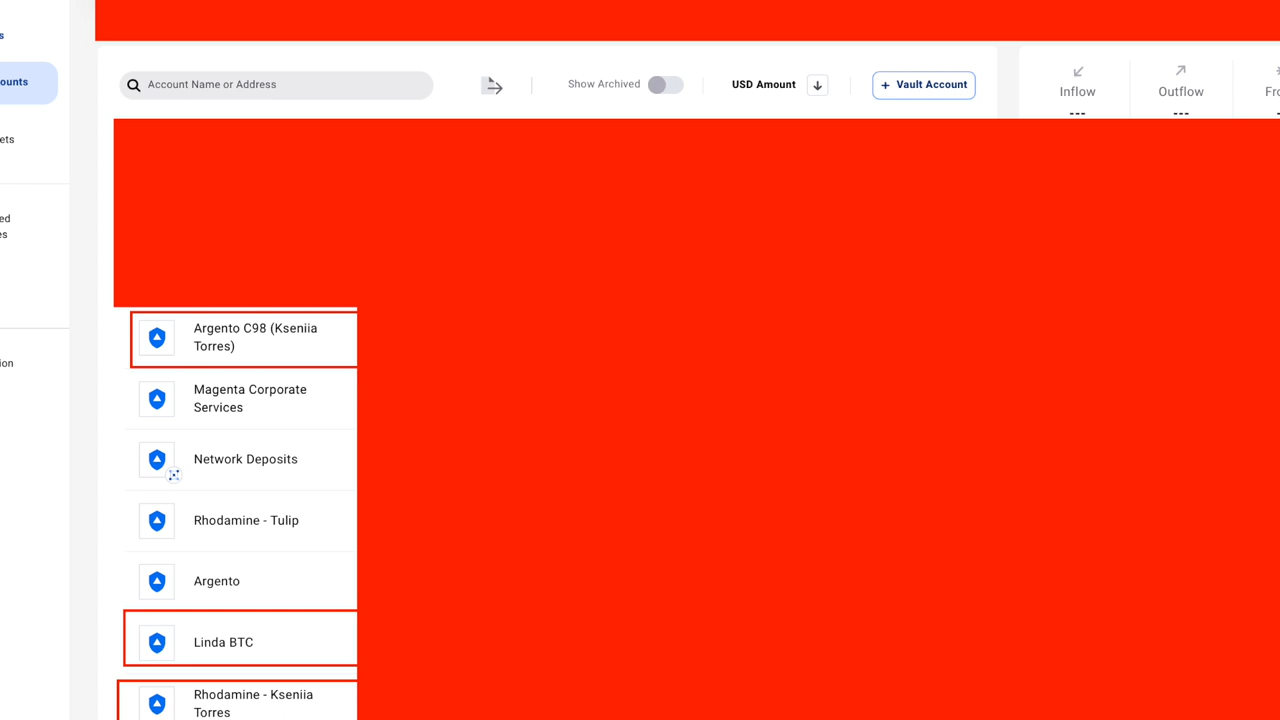 s
ounts
ets
ed
es
ion
Account Name or Address
Show Archived
USD Amount
+ Vault Account
Inflow
Outflow
Fro
---
---
Argento C98 (Kseniia
Torres)
Magenta Corporate
Services
Network Deposits
Rhodamine - Tulip
Argento
Linda BTC
Rhodamine - Kseniia
Torres